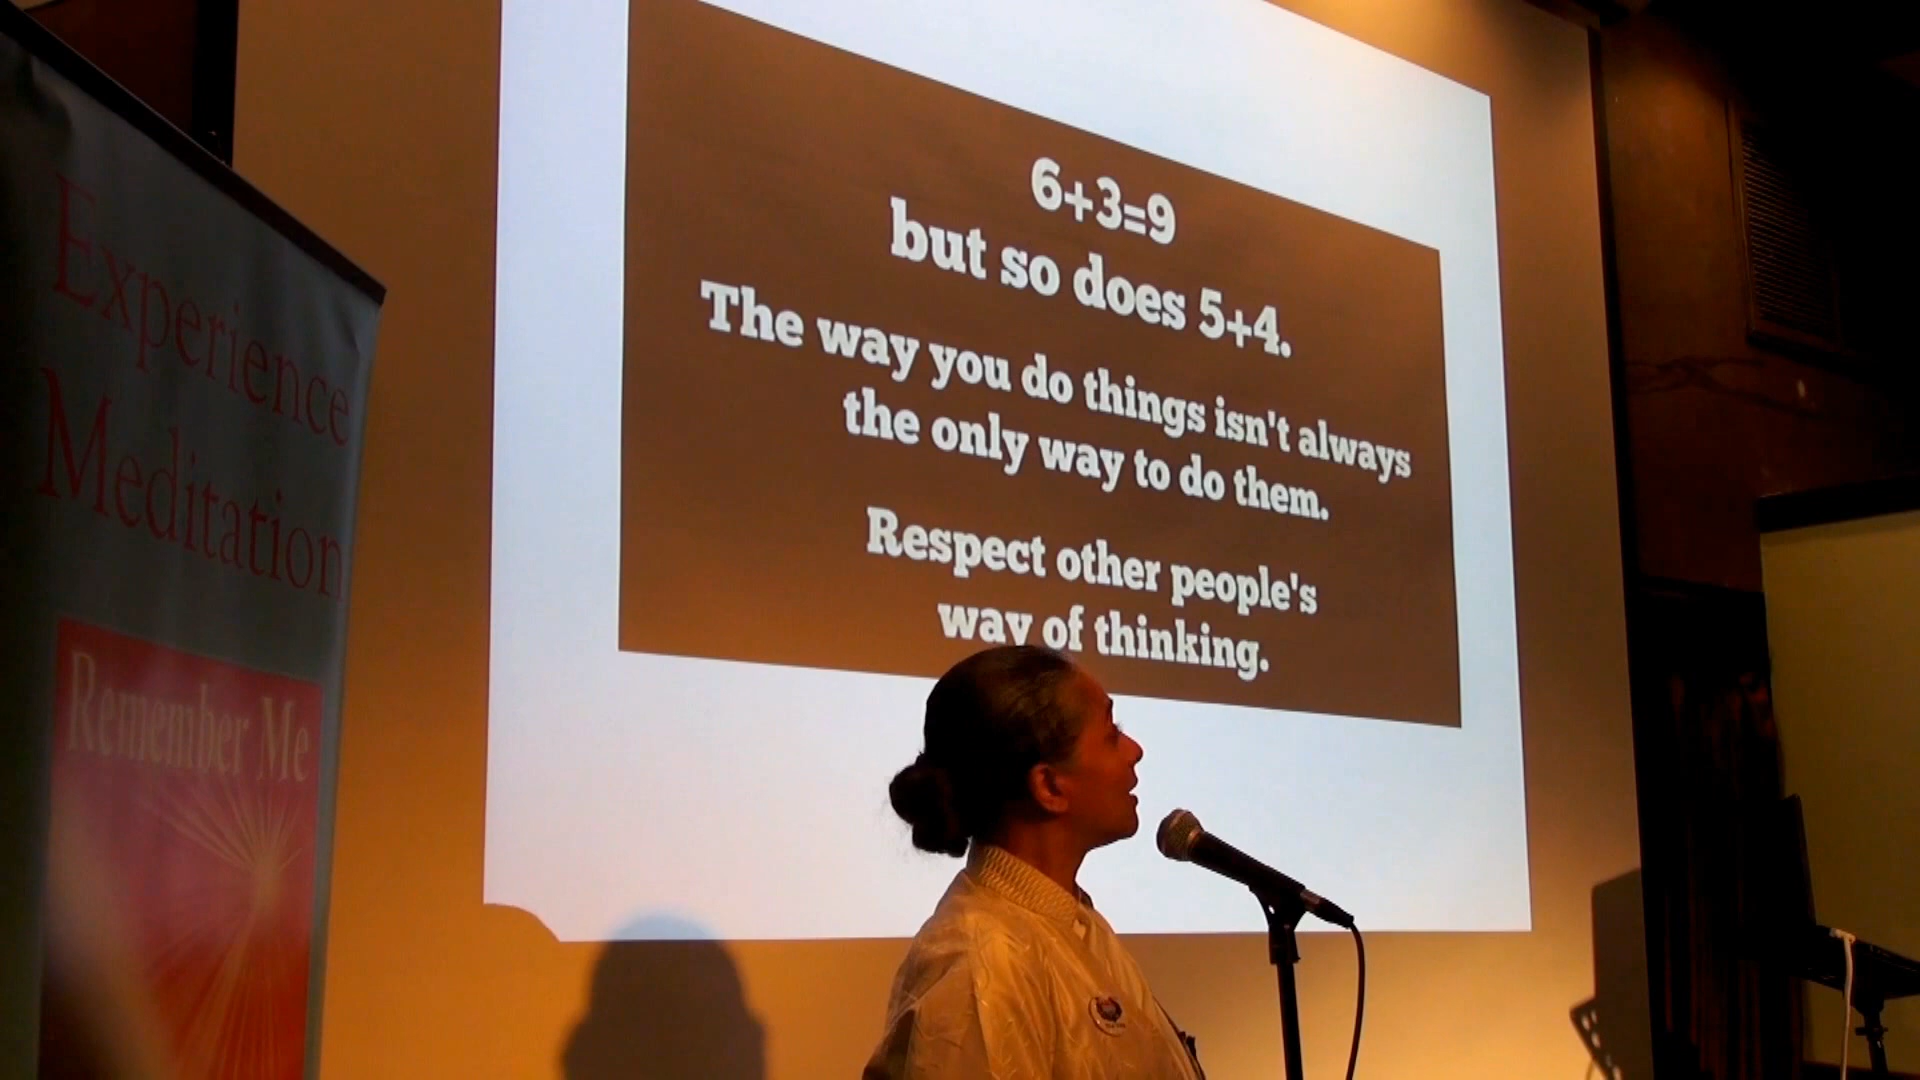 Experience
Meditation
Remember Me
6+3=9
but so does 5+4.
The way you do things isn't always
the only way to do them.
Respect other people's
way of thinking.